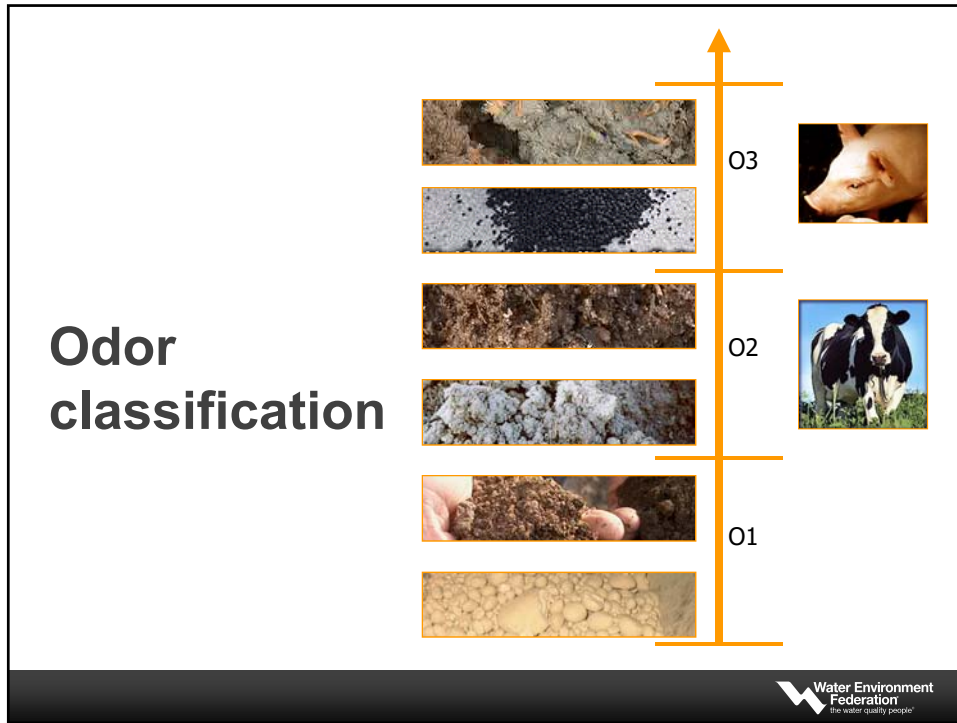 O3
Odor
classification
O2
O1
Water Environment
Federation
the water quality people®